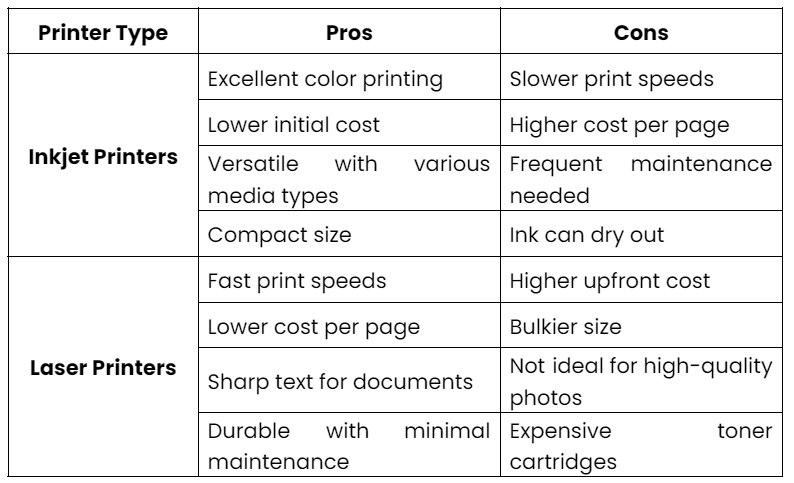 Printer Type Pros Cons
Inkjet Printers
Excellent color printing Slower print speeds
Lower initial cost Higher cost per page
Versatile with various Frequent maintenance
media types needed
Compact size Ink can dry out
Laser Printers
Fast print speeds Higher upfront cost
Lower cost per page Bulkier size
Sharp text for documents Not ideal for high-quality
photos
Durable with minimal Expensive toner
maintenance cartridges